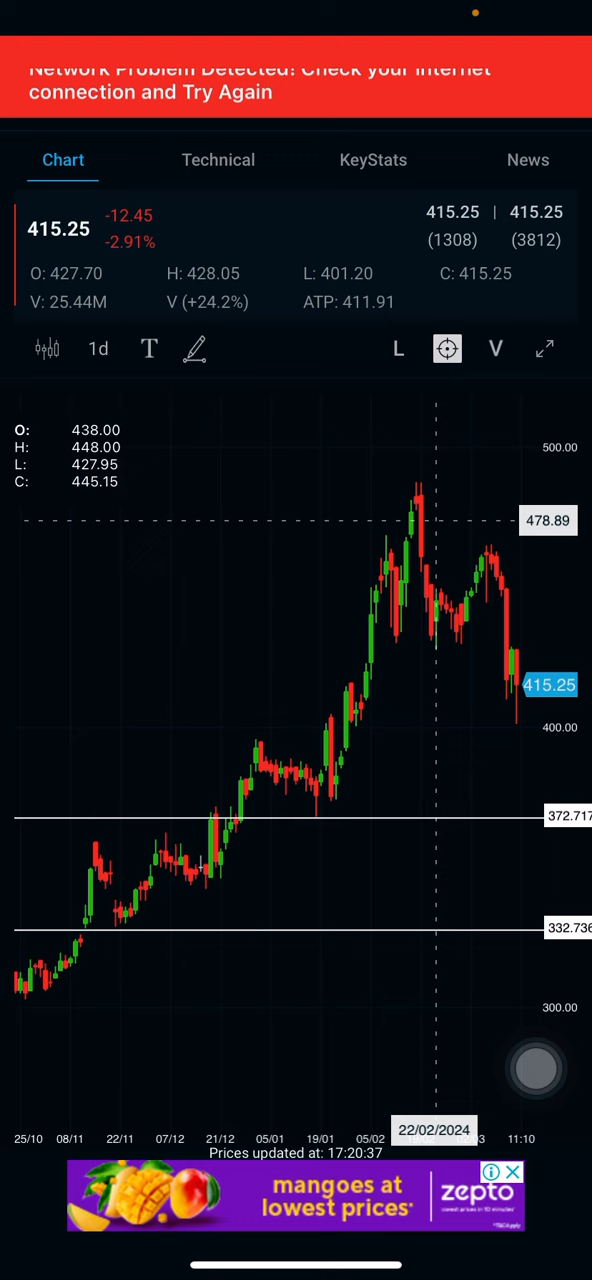 Network Problem Detected! Check your internet
connection and Try Again
Chart Technical KeyStats News
415.25 -12.45 -2.91% 415.25 | 415.25
(1308) (3812)
O: 427.70 H: 428.05 L: 401.20 C: 415.25
V: 25.44M V (+24.2%) ATP: 411.91
1d T L V
O: 438.00
H: 448.00
L: 427.95
C: 445.15
500.00
478.89
415.25
400.00
372.717
332.736
300.00
22/02/2024
25/10 08/11 22/11 07/12 21/12 05/01 19/01 05/02 19/02 02/03 11:10
Prices updated at: 17:20:37
mangoes at
lowest prices*
zepto
*T&C apply